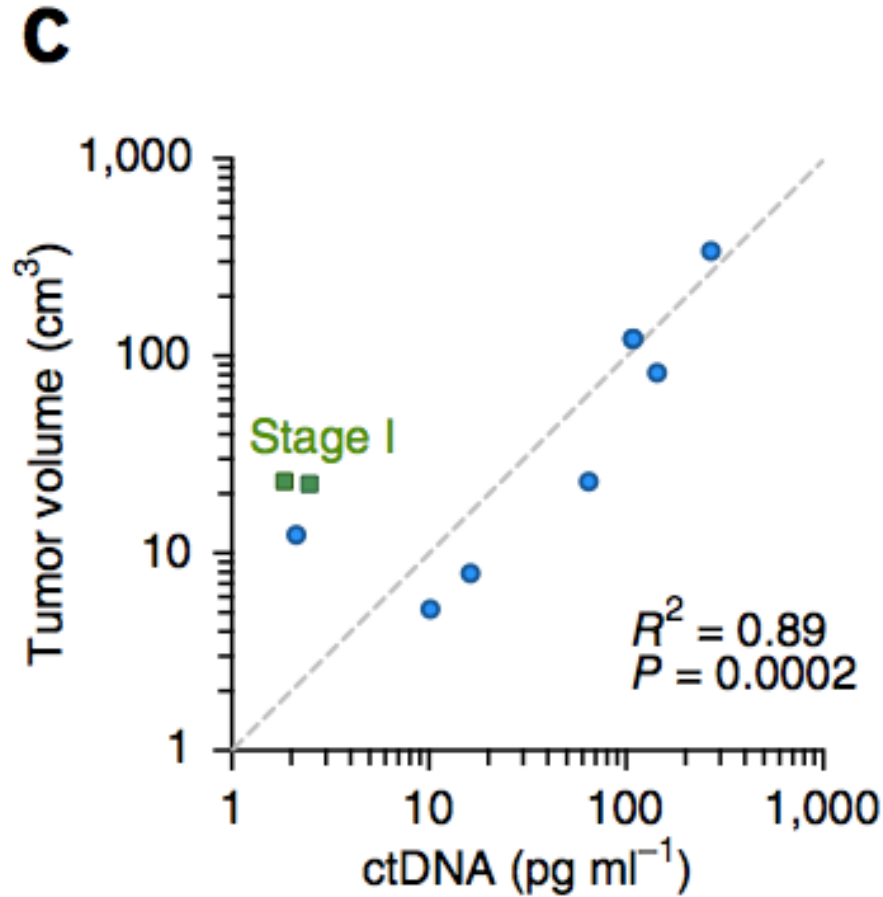 C
1,000
100
10
1
Tumor volume (cm³)
Stage I
R² = 0.89
P = 0.0002
1 10 100 1,000
ctDNA (pg ml⁻¹)